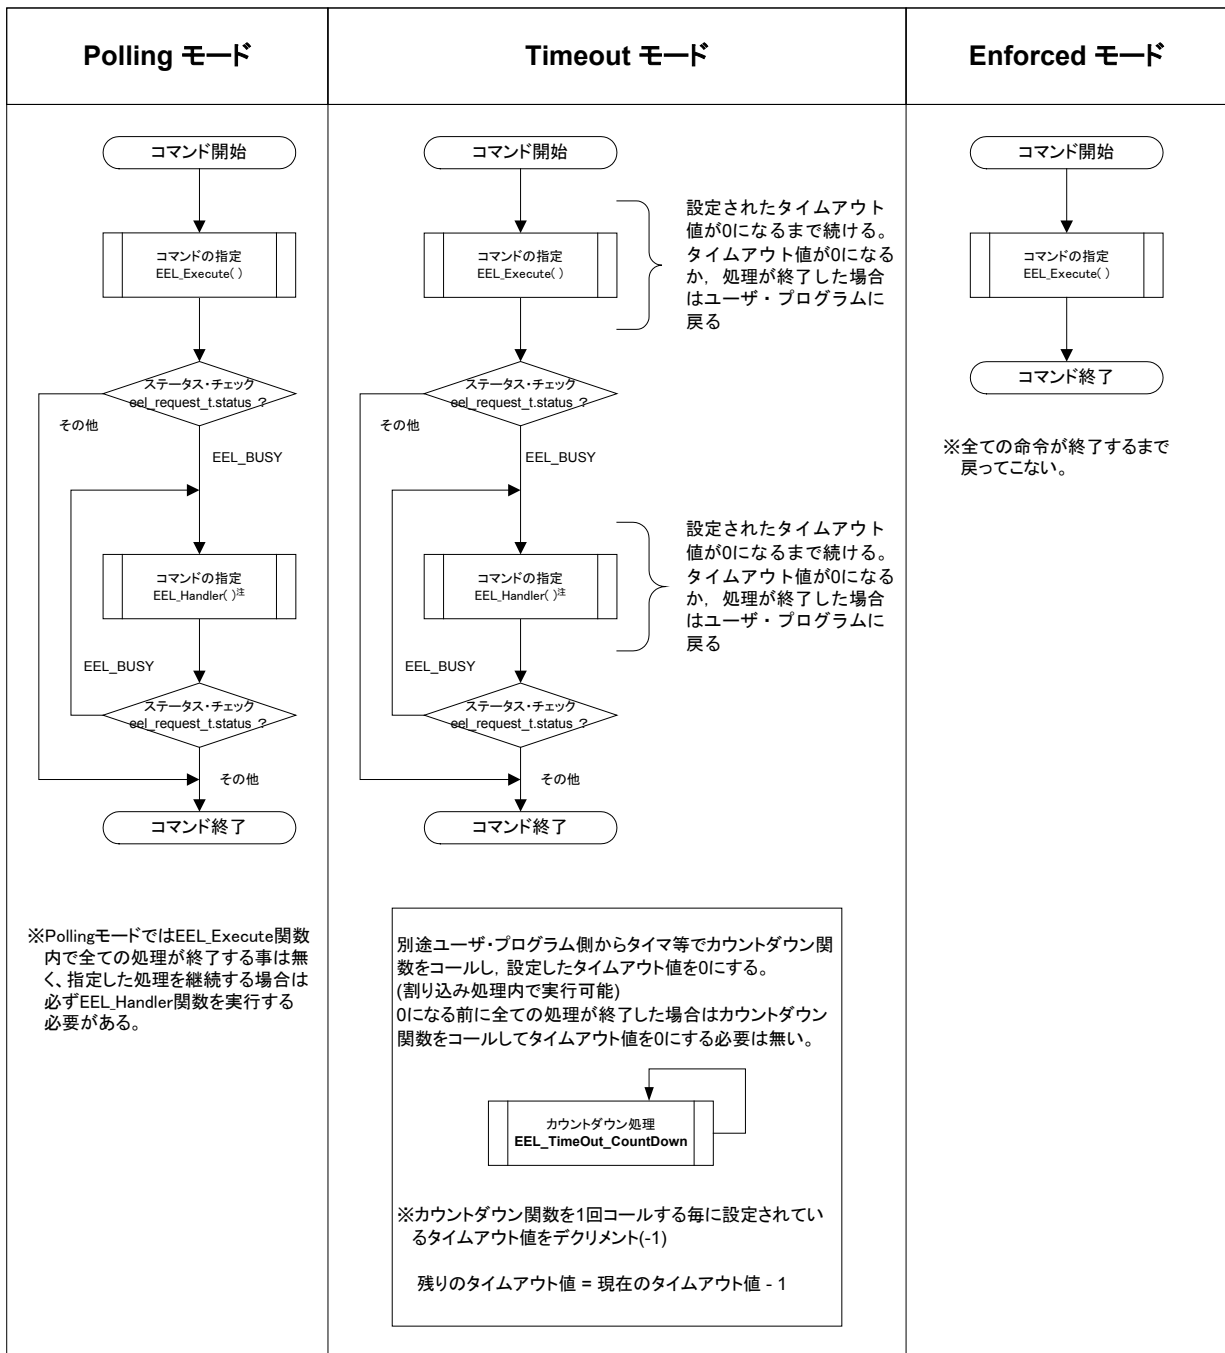 Polling モード
Timeout モード
Enforced モード
コマンド開始
コマンドの指定
EEL_Execute( )
ステータス・チェック
eel_request_t.status ?
その他
EEL_BUSY
コマンドの指定
EEL_Handler( )注
EEL_BUSY
ステータス・チェック
eel_request_t.status ?
その他
コマンド終了
※PollingモードではEEL_Execute関数
内で全ての処理が終了する事は無
く、指定した処理を継続する場合は
必ずEEL_Handler関数を実行する
必要がある。
コマンド開始
コマンドの指定
EEL_Execute( )
設定されたタイムアウト
値が0になるまで続ける。
タイムアウト値が0になる
か，処理が終了した場合
はユーザ・プログラムに
戻る
ステータス・チェック
eel_request_t.status ?
その他
EEL_BUSY
コマンドの指定
EEL_Handler( )注
設定されたタイムアウト
値が0になるまで続ける。
タイムアウト値が0になる
か，処理が終了した場合
はユーザ・プログラムに
戻る
EEL_BUSY
ステータス・チェック
eel_request_t.status ?
その他
コマンド終了
別途ユーザ・プログラム側からタイマ等でカウントダウン関
数をコールし，設定したタイムアウト値を0にする。
(割り込み処理内で実行可能)
0になる前に全ての処理が終了した場合はカウントダウン
関数をコールしてタイムアウト値を0にする必要は無い。
カウントダウン処理
EEL_TimeOut_CountDown
※カウントダウン関数を1回コールする毎に設定されてい
るタイムアウト値をデクリメント(-1)
残りのタイムアウト値 = 現在のタイムアウト値 - 1
コマンド開始
コマンドの指定
EEL_Execute( )
コマンド終了
※全ての命令が終了するまで
戻ってこない。